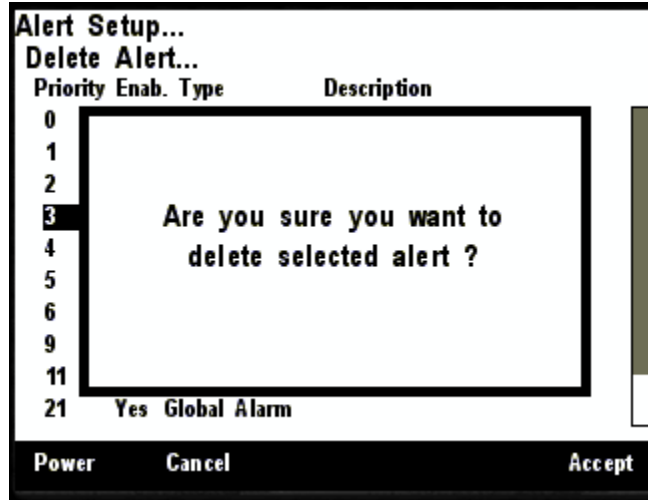 Alert Setup...
Delete Alert...
Priority Enab. Type Description
0
1
2
3
4
5
6
9
11
Are you sure you want to
delete selected alert ?
21 Yes Global Alarm
Power Cancel Accept